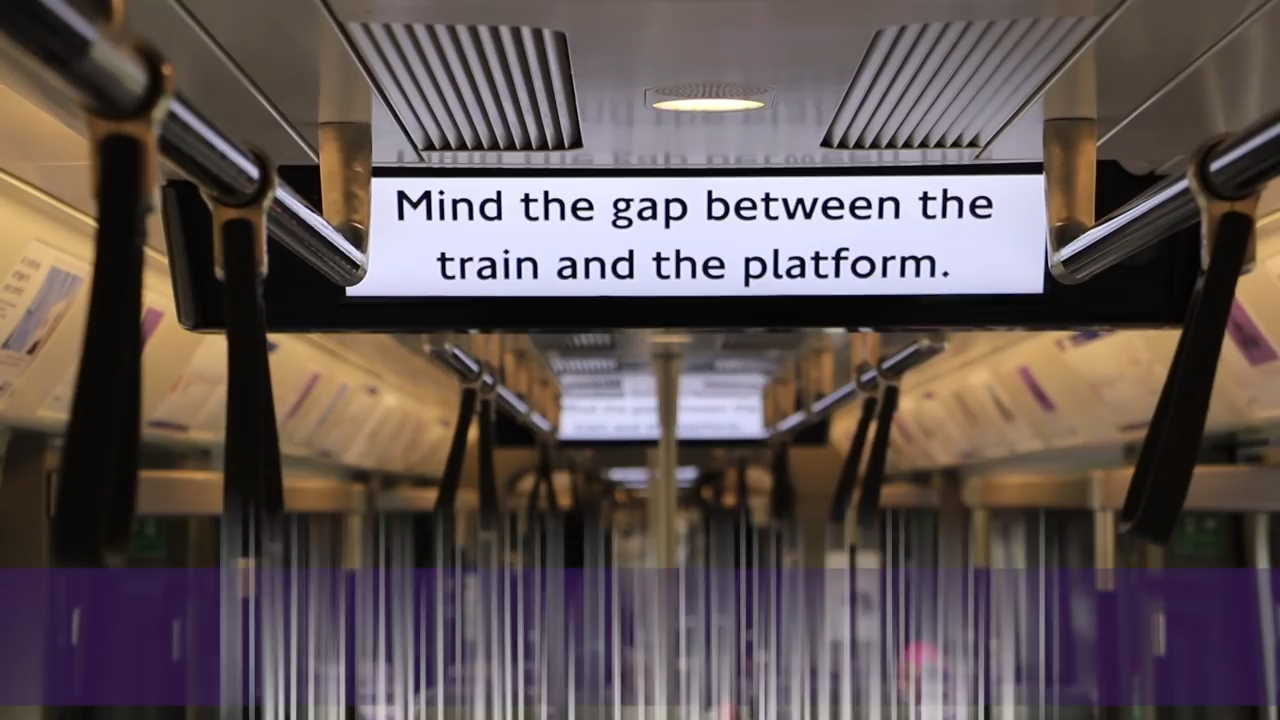 Mind the gap between the
train and the platform.